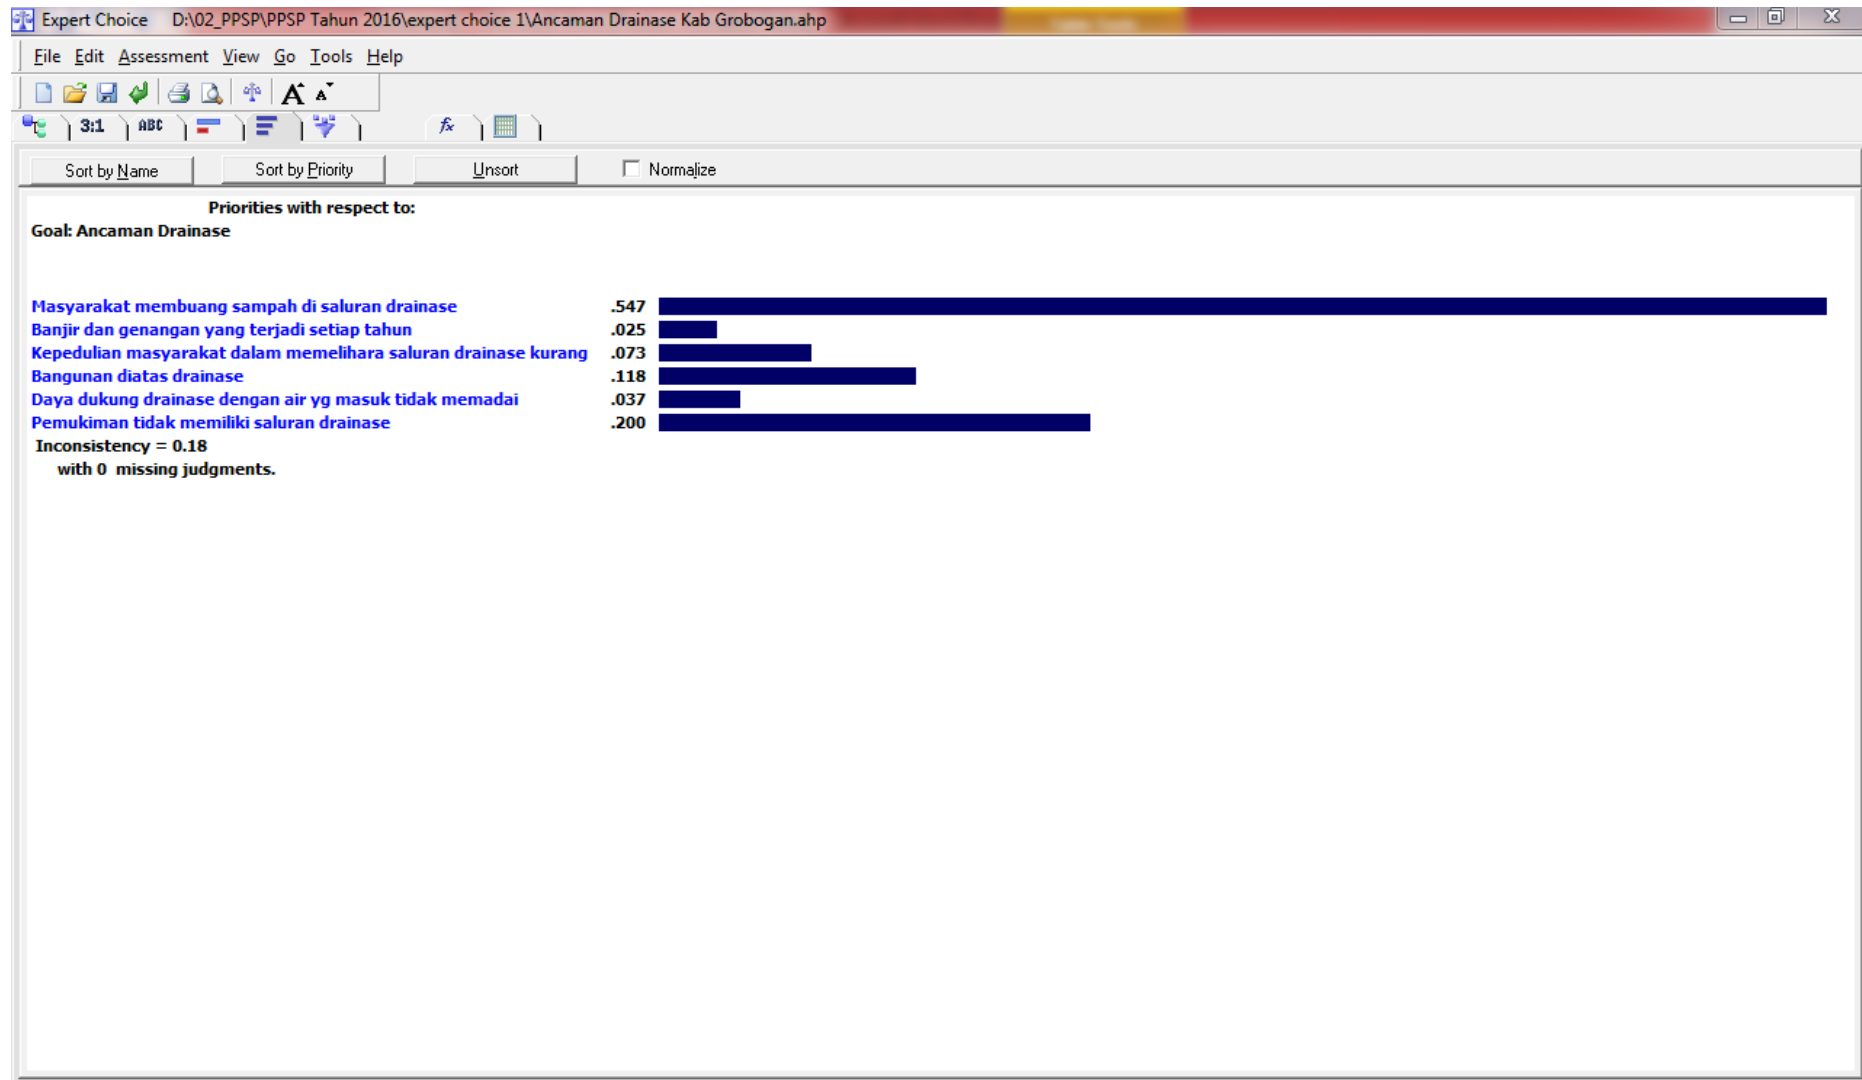 Expert Choice D:\02_PPSP\PPSP Tahun 2016\expert choice 1\Ancaman Drainase Kab Grobogan.ahp
File Edit Assessment View Go Tools Help
A A
3:1 ABC fx
Sort by Name Sort by Priority Unsort Normalize
Priorities with respect to:
Goal: Ancaman Drainase
Masyarakat membuang sampah di saluran drainase .547
Banjir dan genangan yang terjadi setiap tahun .025
Kepedulian masyarakat dalam memelihara saluran drainase kurang .073
Bangunan diatas drainase .118
Daya dukung drainase dengan air yg masuk tidak memadai .037
Pemukiman tidak memiliki saluran drainase .200
Inconsistency = 0.18
with 0 missing judgments.